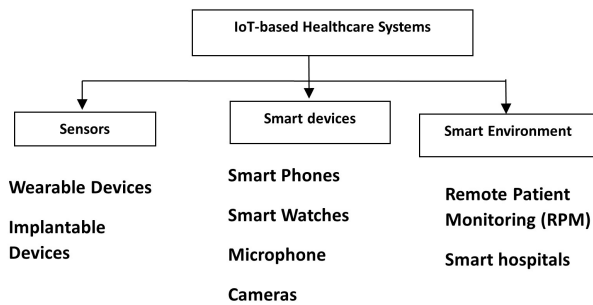 IoT-based Healthcare Systems
Sensors
Wearable Devices
Implantable
Devices
Smart devices
Smart Phones
Smart Watches
Microphone
Cameras
Smart Environment
Remote Patient
Monitoring (RPM)
Smart hospitals